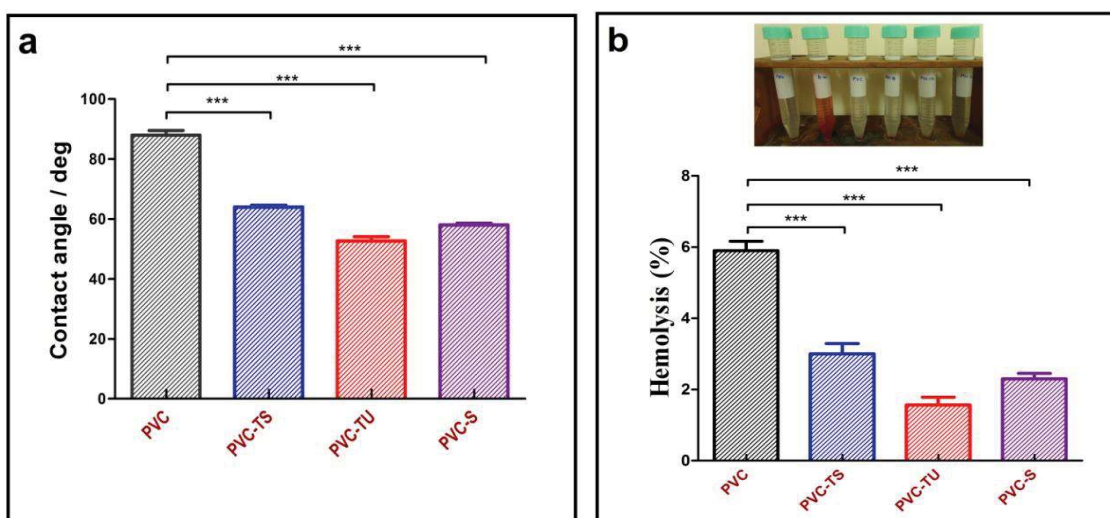 a
***
***
***
Contact angle / deg
100
80
60
40
20
0
PVC
PVC-TS
PVC-TU
PVC-S
b
***
***
***
Hemolysis (%)
8
6
4
2
0
PVC
PVC-TS
PVC-TU
PVC-S